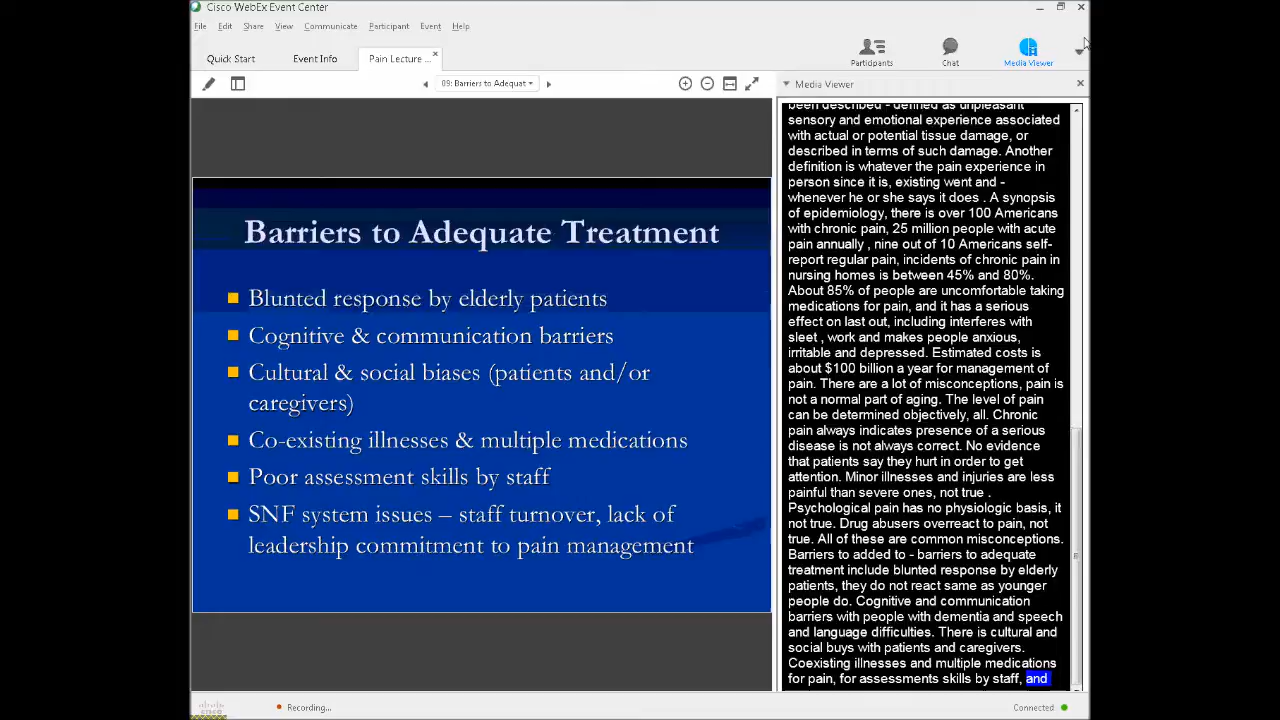 Cisco WebEx Event Center
File Edit Share View Communicate Participant Event Help
Quick Start Event Info Pain Lecture ...
Participants Chat Media Viewer
09: Barriers to Adequat
Media Viewer
Barriers to Adequate Treatment
Blunted response by elderly patients
Cognitive & communication barriers
Cultural & social biases (patients and/or
caregivers)
Co-existing illnesses & multiple medications
Poor assessment skills by staff
SNF system issues – staff turnover, lack of
leadership commitment to pain management
been described - defined as unpleasant
sensory and emotional experience associated
with actual or potential tissue damage, or
described in terms of such damage. Another
definition is whatever the pain experience in
person since it is, existing went and -
whenever he or she says it does . A synopsis
of epidemiology, there is over 100 Americans
with chronic pain, 25 million people with acute
pain annually , nine out of 10 Americans self-
report regular pain, incidents of chronic pain in
nursing homes is between 45% and 80%.
About 85% of people are uncomfortable taking
medications for pain, and it has a serious
effect on last out, including interferes with
sleet , work and makes people anxious,
irritable and depressed. Estimated costs is
about $100 billion a year for management of
pain. There are a lot of misconceptions, pain is
not a normal part of aging. The level of pain
can be determined objectively, all. Chronic
pain always indicates presence of a serious
disease is not always correct. No evidence
that patients say they hurt in order to get
attention. Minor illnesses and injuries are less
painful than severe ones, not true .
Psychological pain has no physiologic basis, it
not true. Drug abusers overreact to pain, not
true. All of these are common misconceptions.
Barriers to added to - barriers to adequate
treatment include blunted response by elderly
patients, they do not react same as younger
people do. Cognitive and communication
barriers with people with dementia and speech
and language difficulties. There is cultural and
social buys with patients and caregivers.
Coexisting illnesses and multiple medications
for pain, for assessments skills by staff, and
CISCO
Recording...
Connected